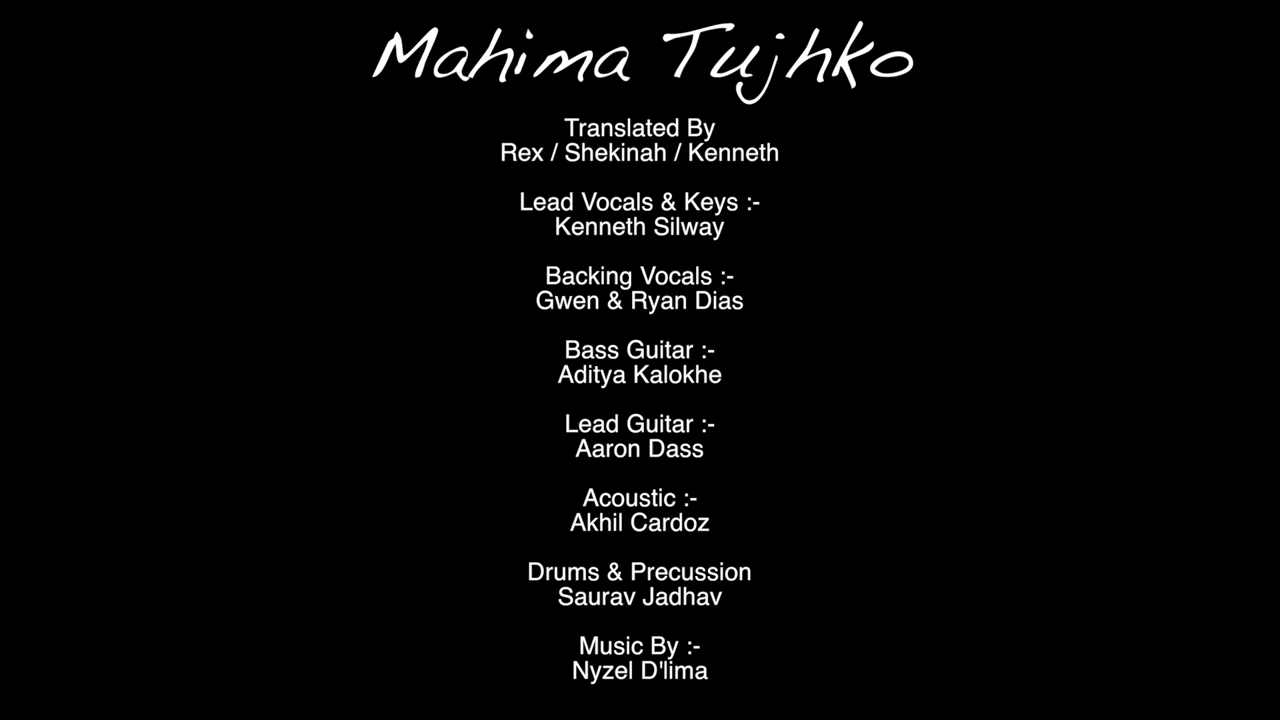 Mahima Tujhko
Translated By
Rex / Shekinah / Kenneth
Lead Vocals & Keys :-
Kenneth Silway
Backing Vocals :-
Gwen & Ryan Dias
Bass Guitar :-
Aditya Kalokhe
Lead Guitar :-
Aaron Dass
Acoustic :-
Akhil Cardoz
Drums & Precussion
Saurav Jadhav
Music By :-
Nyzel D'lima